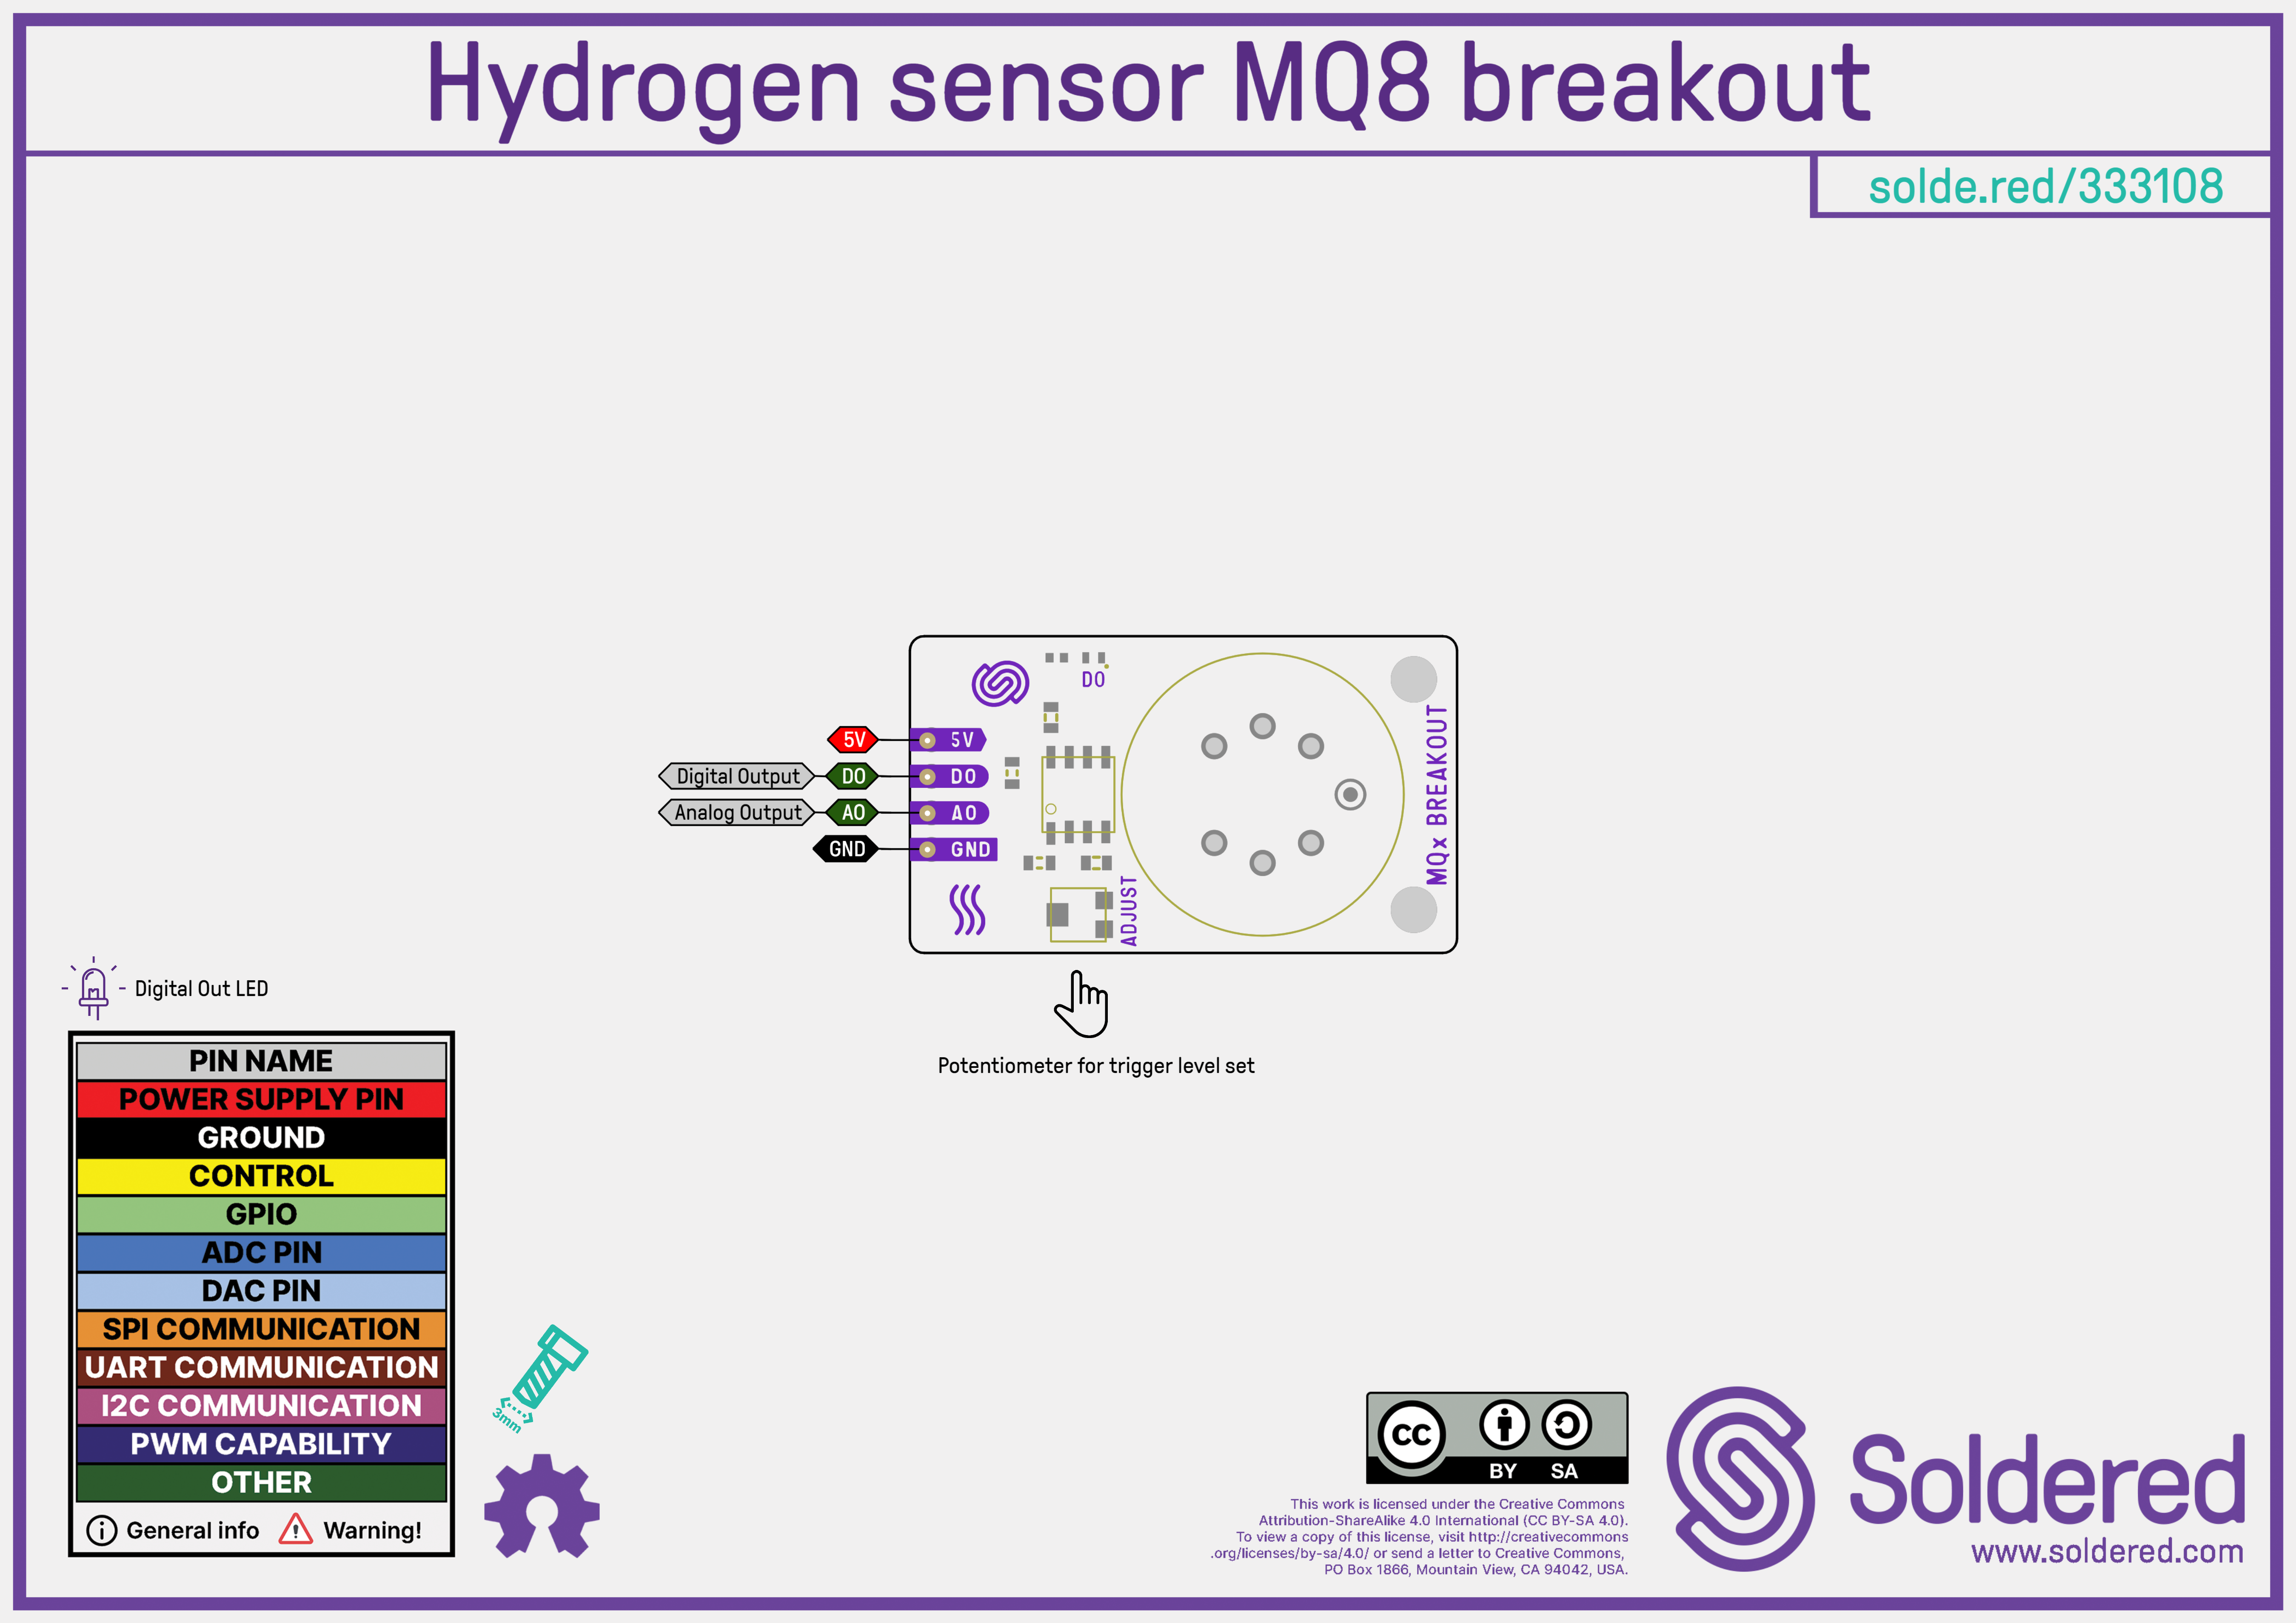 Hydrogen sensor MQ8 breakout
solde.red/333108
DO
5V 5V
Digital Output DO DO
Analog Output AO AO
GND GND
ADJUST
MQx BREAKOUT
Potentiometer for trigger level set
Digital Out LED
PIN NAME
POWER SUPPLY PIN
GROUND
CONTROL
GPIO
ADC PIN
DAC PIN
SPI COMMUNICATION
UART COMMUNICATION
I2C COMMUNICATION
PWM CAPABILITY
OTHER
General info Warning!
3mm
CC BY SA
This work is licensed under the Creative Commons
Attribution-ShareAlike 4.0 International (CC BY-SA 4.0).
To view a copy of this license, visit http://creativecommons
.org/licenses/by-sa/4.0/ or send a letter to Creative Commons,
PO Box 1866, Mountain View, CA 94042, USA.
Soldered
www.soldered.com